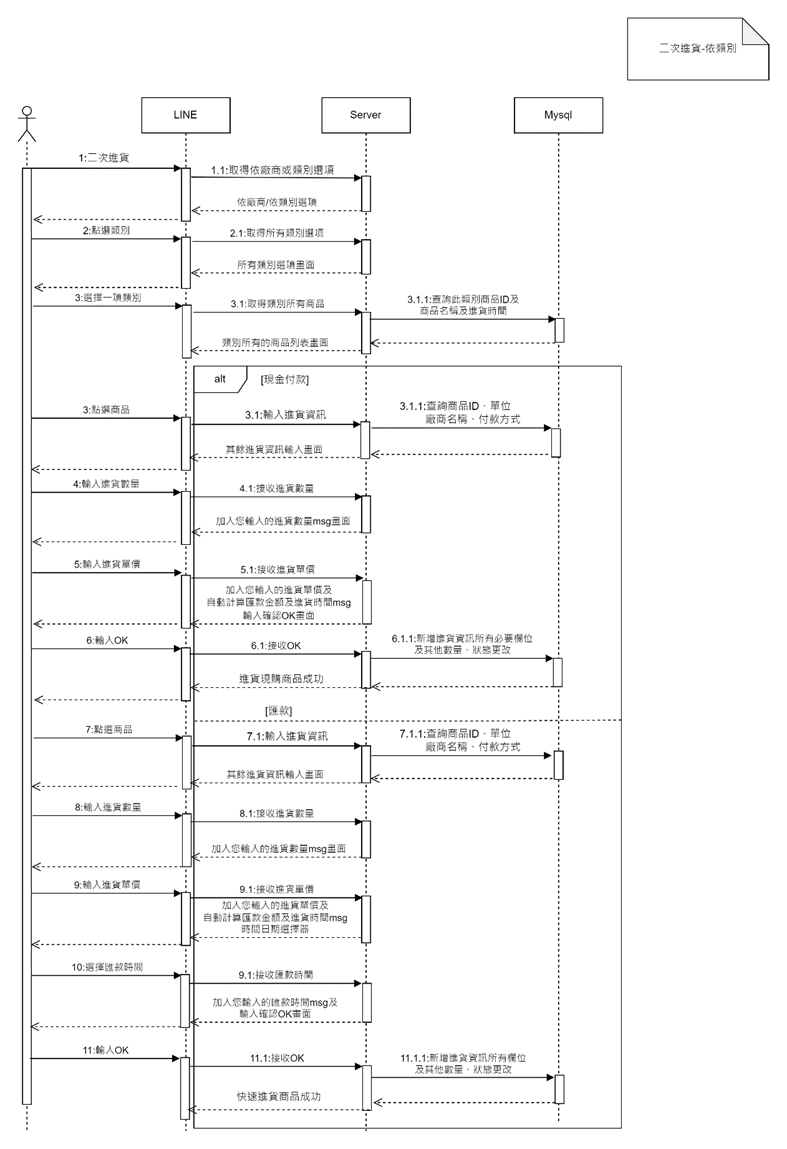 二次進貨-依類別
LINE
Server
Mysql
1:二次進貨
1.1:取得依廠商或類別選項
依廠商/依類別選項
2:點選類別
2.1:取得所有類別選項
所有類別選項畫面
3:選擇一項類別
3.1:取得類別所有商品
3.1.1:查詢此類別商品ID及
商品名稱及進貨時間
類別所有的商品列表畫面
alt
[現金付款]
3:點選商品
3.1:輸入進貨資訊
3.1.1:查詢商品ID、單位
廠商名稱、付款方式
其餘進貨資訊輸入畫面
4:輸入進貨數量
4.1:接收進貨數量
加入您輸入的進貨數量msg畫面
5:輸入進貨單價
5.1:接收進貨單價
加入您輸入的進貨單價及
自動計算匯款金額及進貨時間msg
輸入確認OK畫面
6:輸入OK
6.1:接收OK
6.1.1:新增進貨資訊所有必要欄位
及其他數量、狀態更改
進貨現購商品成功
[匯款]
7:點選商品
7.1:輸入進貨資訊
7.1.1:查詢商品ID、單位
廠商名稱、付款方式
其餘進貨資訊輸入畫面
8:輸入進貨數量
8.1:接收進貨數量
加入您輸入的進貨數量msg畫面
9:輸入進貨單價
9.1:接收進貨單價
加入您輸入的進貨單價及
自動計算匯款金額及進貨時間msg
時間日期選擇器
10:選擇匯款時間
9.1:接收匯款時間
加入您輸入的匯款時間msg及
輸入確認OK畫面
11:輸入OK
11.1:接收OK
11.1.1:新增進貨資訊所有欄位
及其他數量、狀態更改
快速進貨商品成功